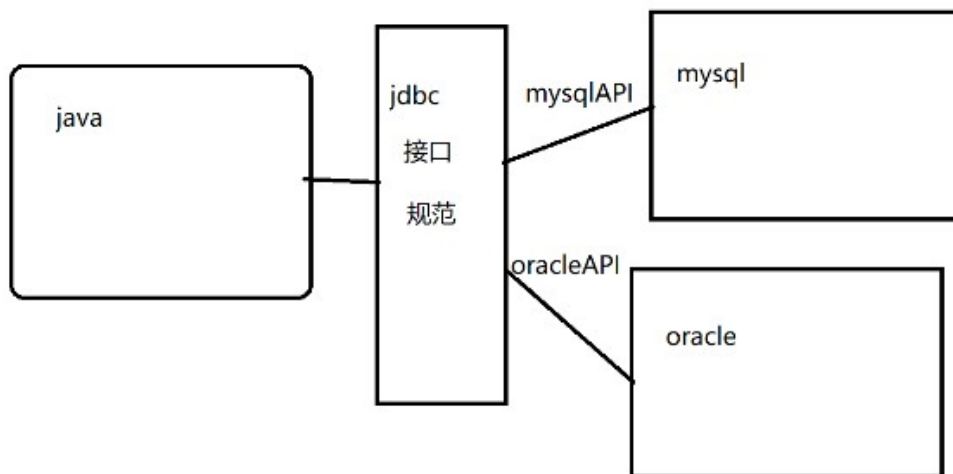 java
jdbc
接口
规范
mysqlAPI
mysql
oracleAPI
oracle